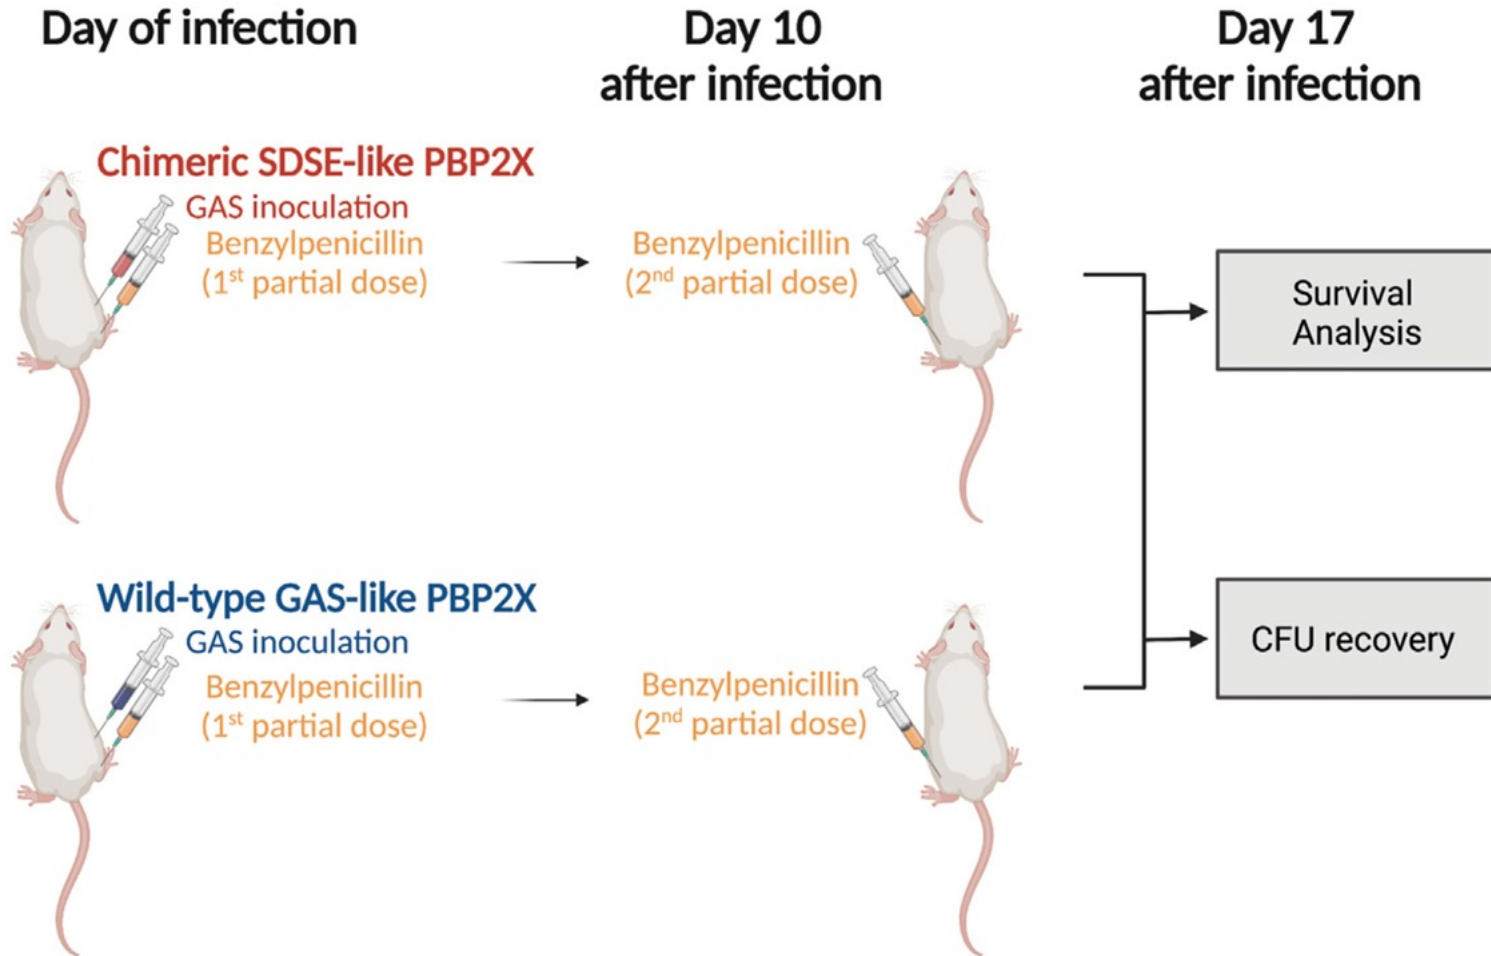 Day of infection
Day 10
after infection
Day 17
after infection
Chimeric SDSE-like PBP2X
GAS inoculation
Benzylpenicillin
(1st partial dose)
Benzylpenicillin
(2nd partial dose)
Survival
Analysis
Wild-type GAS-like PBP2X
GAS inoculation
Benzylpenicillin
(1st partial dose)
Benzylpenicillin
(2nd partial dose)
CFU recovery